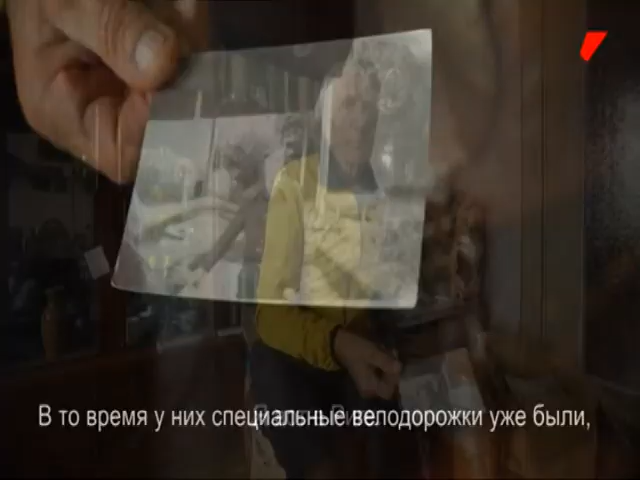 В то время у них специальные велодорожки уже были,